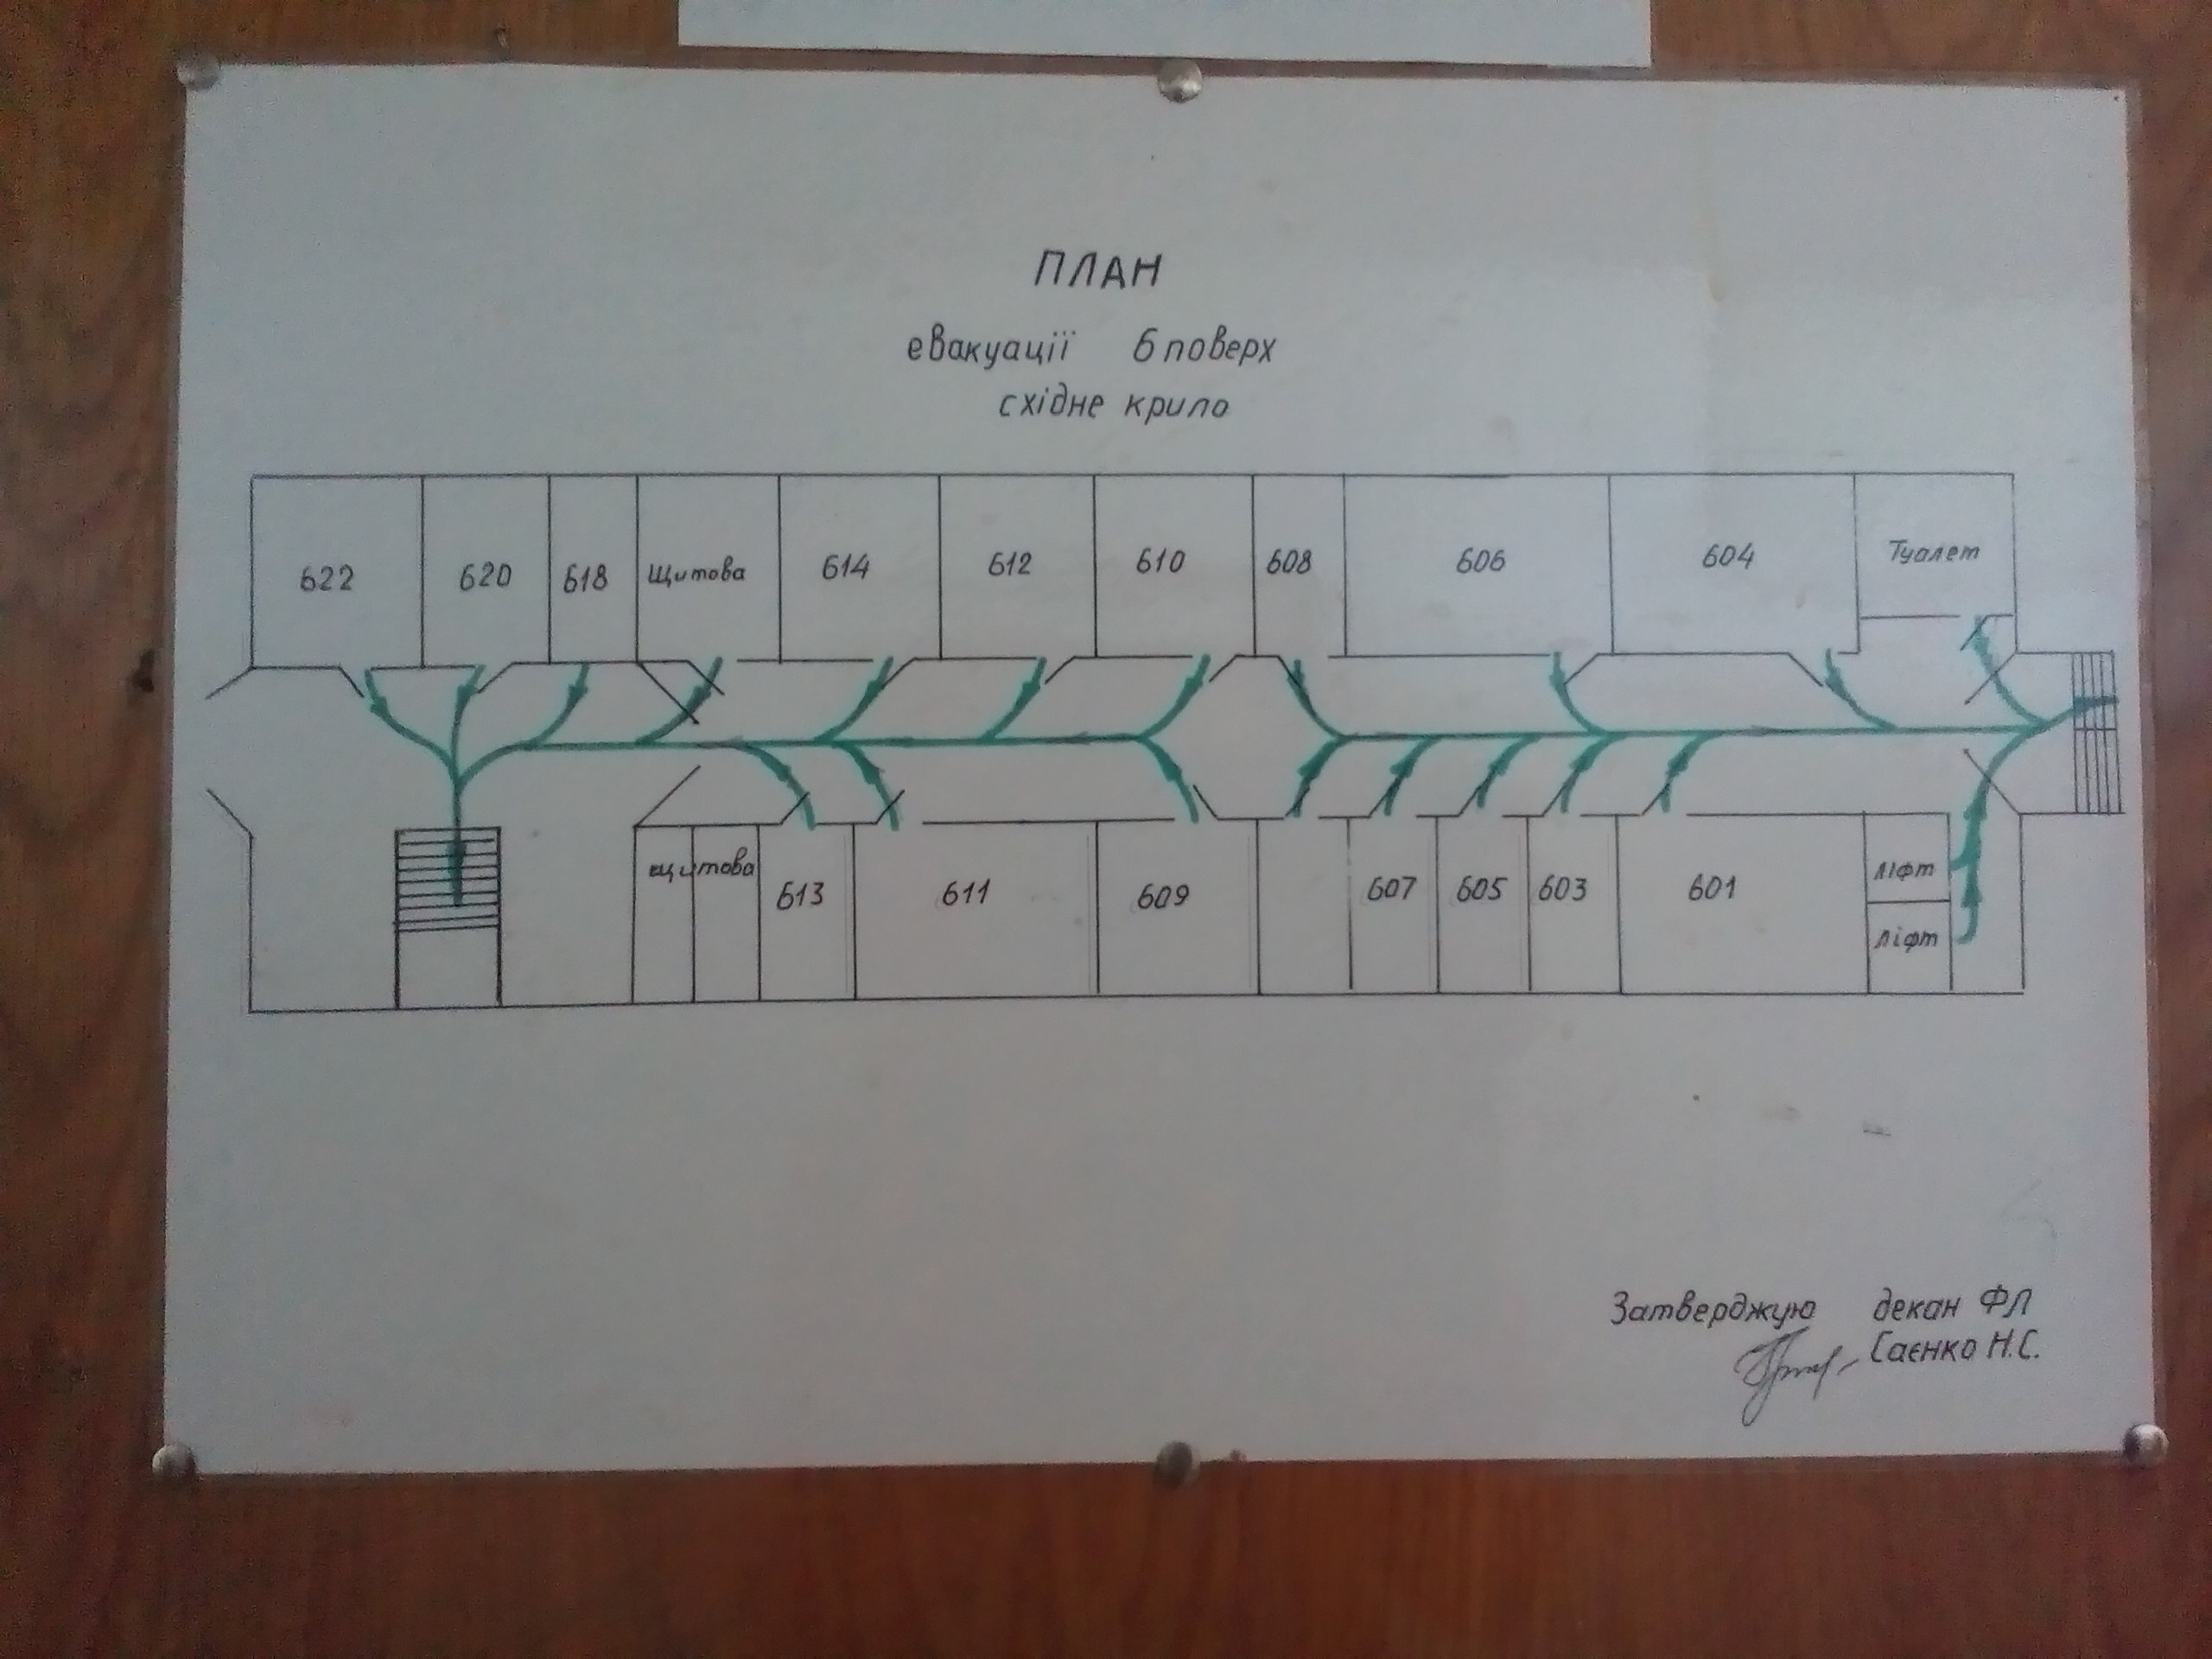 ПЛАН
евакуації 6 поверх
східне крило
622 620 618 Щитова 614 612 610 608 606 604 Туалет
щитова 613 611 609 607 605 603 601 ліфт
ліфт
Затверджую декан ФЛ
Саєнко Н.С.